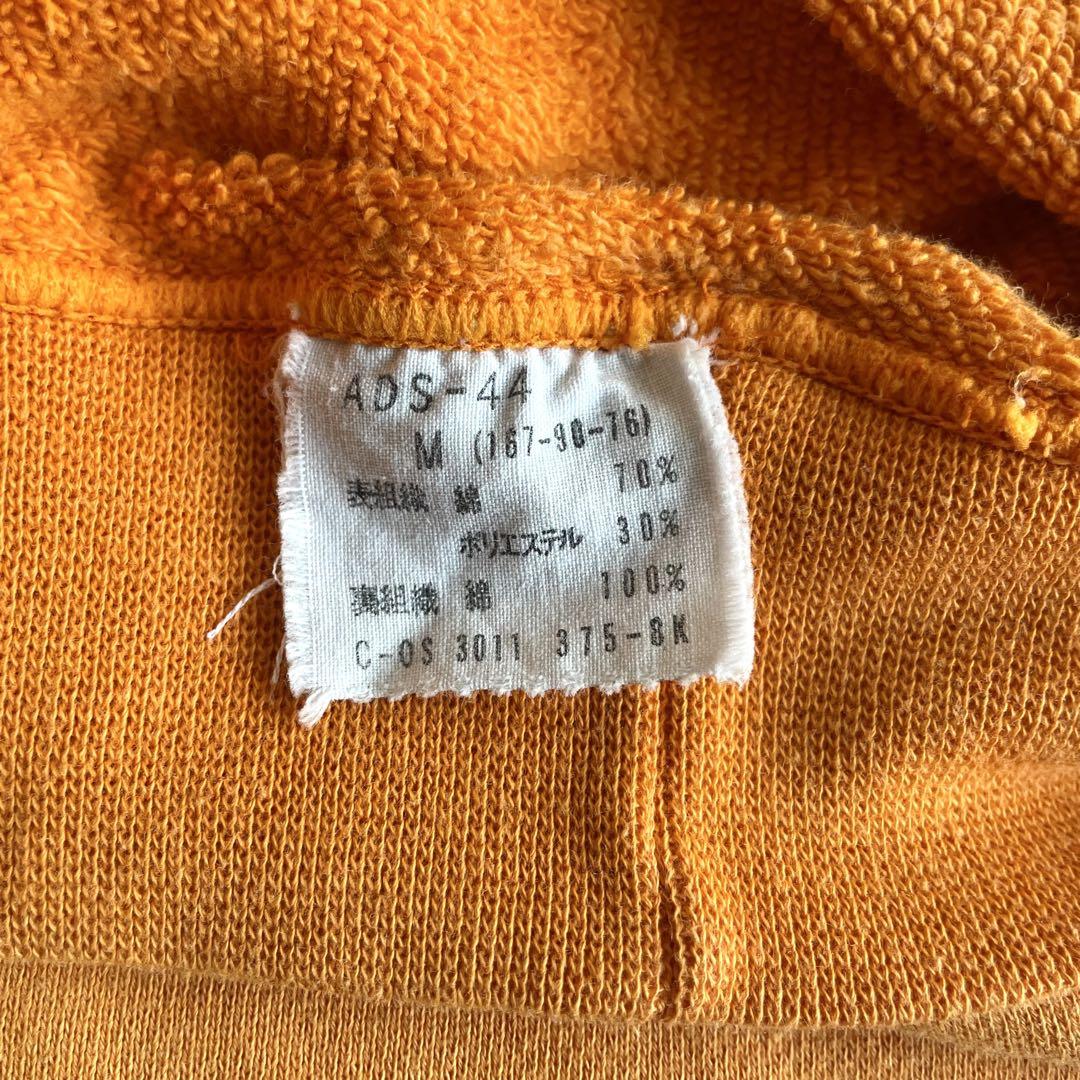 ADS-44
M (167-90-76)
表組織 綿 70%
ポリエステル 30%
裏組織 綿 100%
C-OS 3011 375-8K